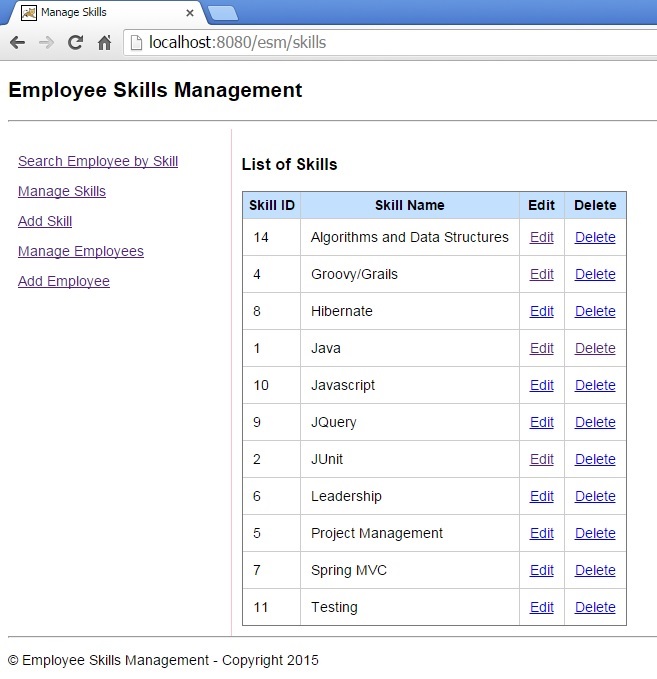 Manage Skills
localhost:8080/esm/skills
Employee Skills Management
Search Employee by Skill
Manage Skills
Add Skill
Manage Employees
Add Employee
List of Skills
Skill ID Skill Name Edit Delete
14 Algorithms and Data Structures Edit Delete
4 Groovy/Grails Edit Delete
8 Hibernate Edit Delete
1 Java Edit Delete
10 Javascript Edit Delete
9 JQuery Edit Delete
2 JUnit Edit Delete
6 Leadership Edit Delete
5 Project Management Edit Delete
7 Spring MVC Edit Delete
11 Testing Edit Delete
© Employee Skills Management - Copyright 2015